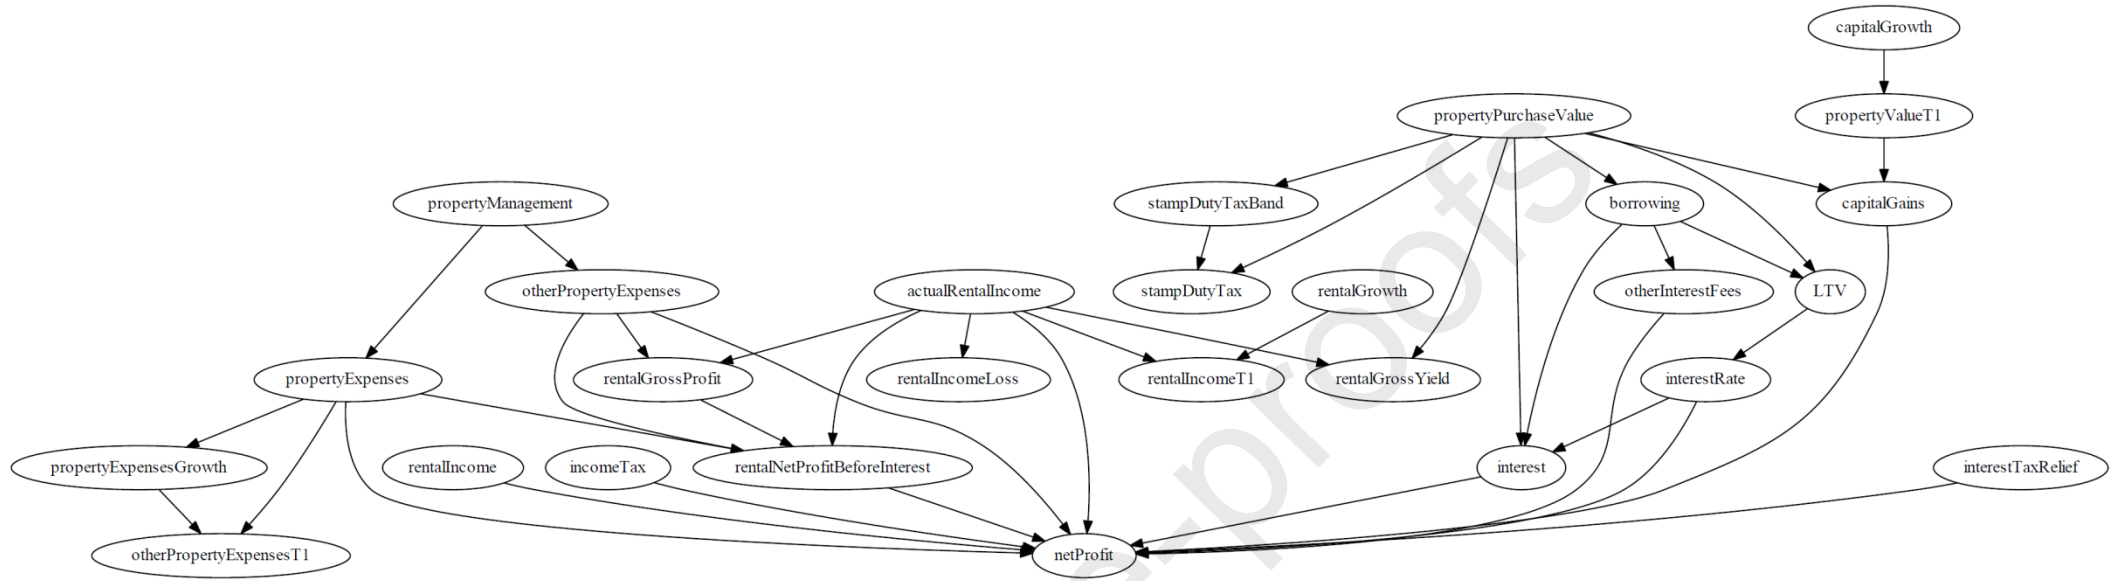 capitalGrowth
propertyPurchaseValue
propertyValueT1
propertyManagement
stampDutyTaxBand
borrowing
capitalGains
otherPropertyExpenses
actualRentalIncome
stampDutyTax
rentalGrowth
otherInterestFees
LTV
propertyExpenses
rentalGrossProfit
rentalIncomeLoss
rentalIncomeT1
rentalGrossYield
interestRate
propertyExpensesGrowth
rentalIncome
incomeTax
rentalNetProfitBeforeInterest
interest
interestTaxRelief
otherPropertyExpensesT1
netProfit
-proofs